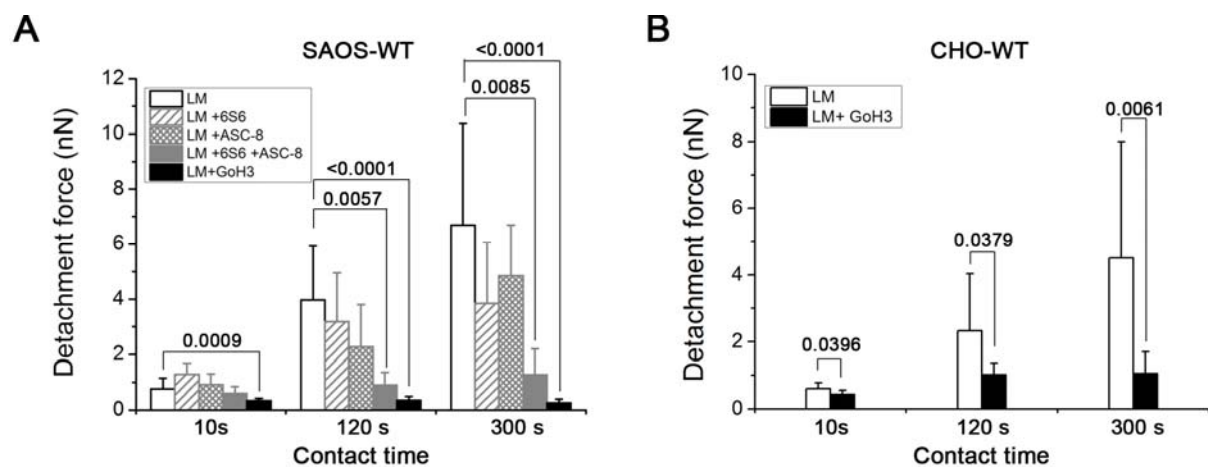 A
SAOS-WT
Detachment force (nN)
12
10
8
6
4
2
0
LM
LM +6S6
LM +ASC-8
LM +6S6 +ASC-8
LM+GoH3
0.0009
<0.0001
0.0057
<0.0001
0.0085
10s
120 s
300 s
Contact time
B
CHO-WT
Detachment force (nN)
10
8
6
4
2
0
LM
LM+ GoH3
0.0396
0.0379
0.0061
10s
120 s
300 s
Contact time